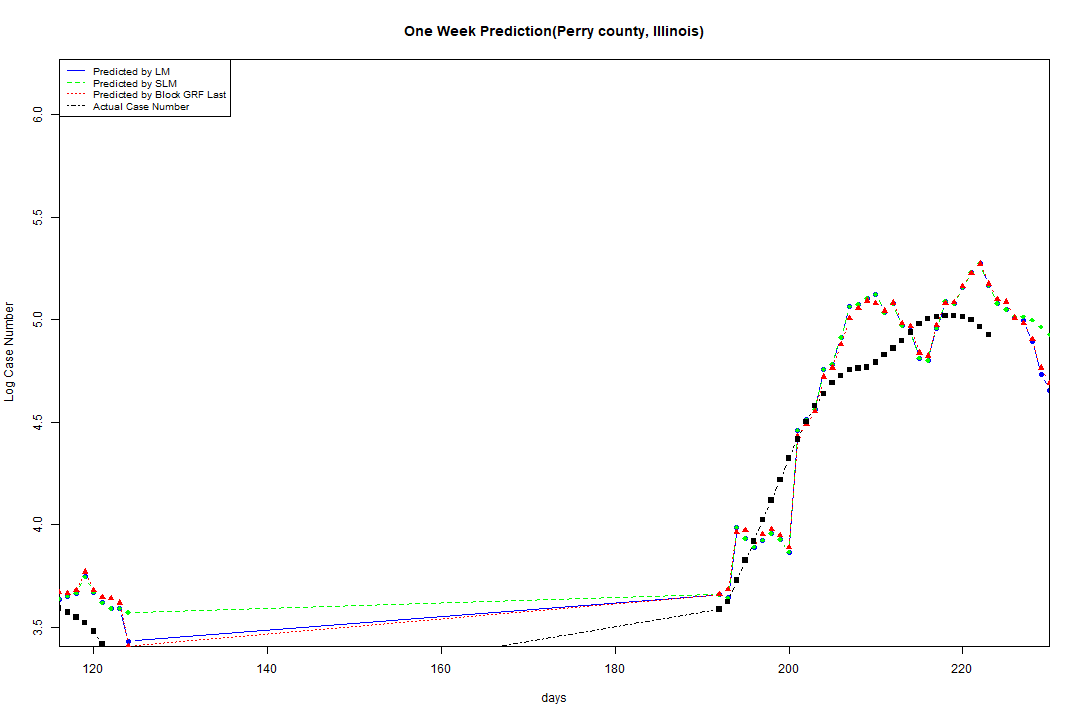 One Week Prediction(Perry county, Illinois)
Predicted by LM
Predicted by SLM
Predicted by Block GRF Last
Actual Case Number
Log Case Number
6.0
5.5
5.0
4.5
4.0
3.5
120 140 160 180 200 220
days